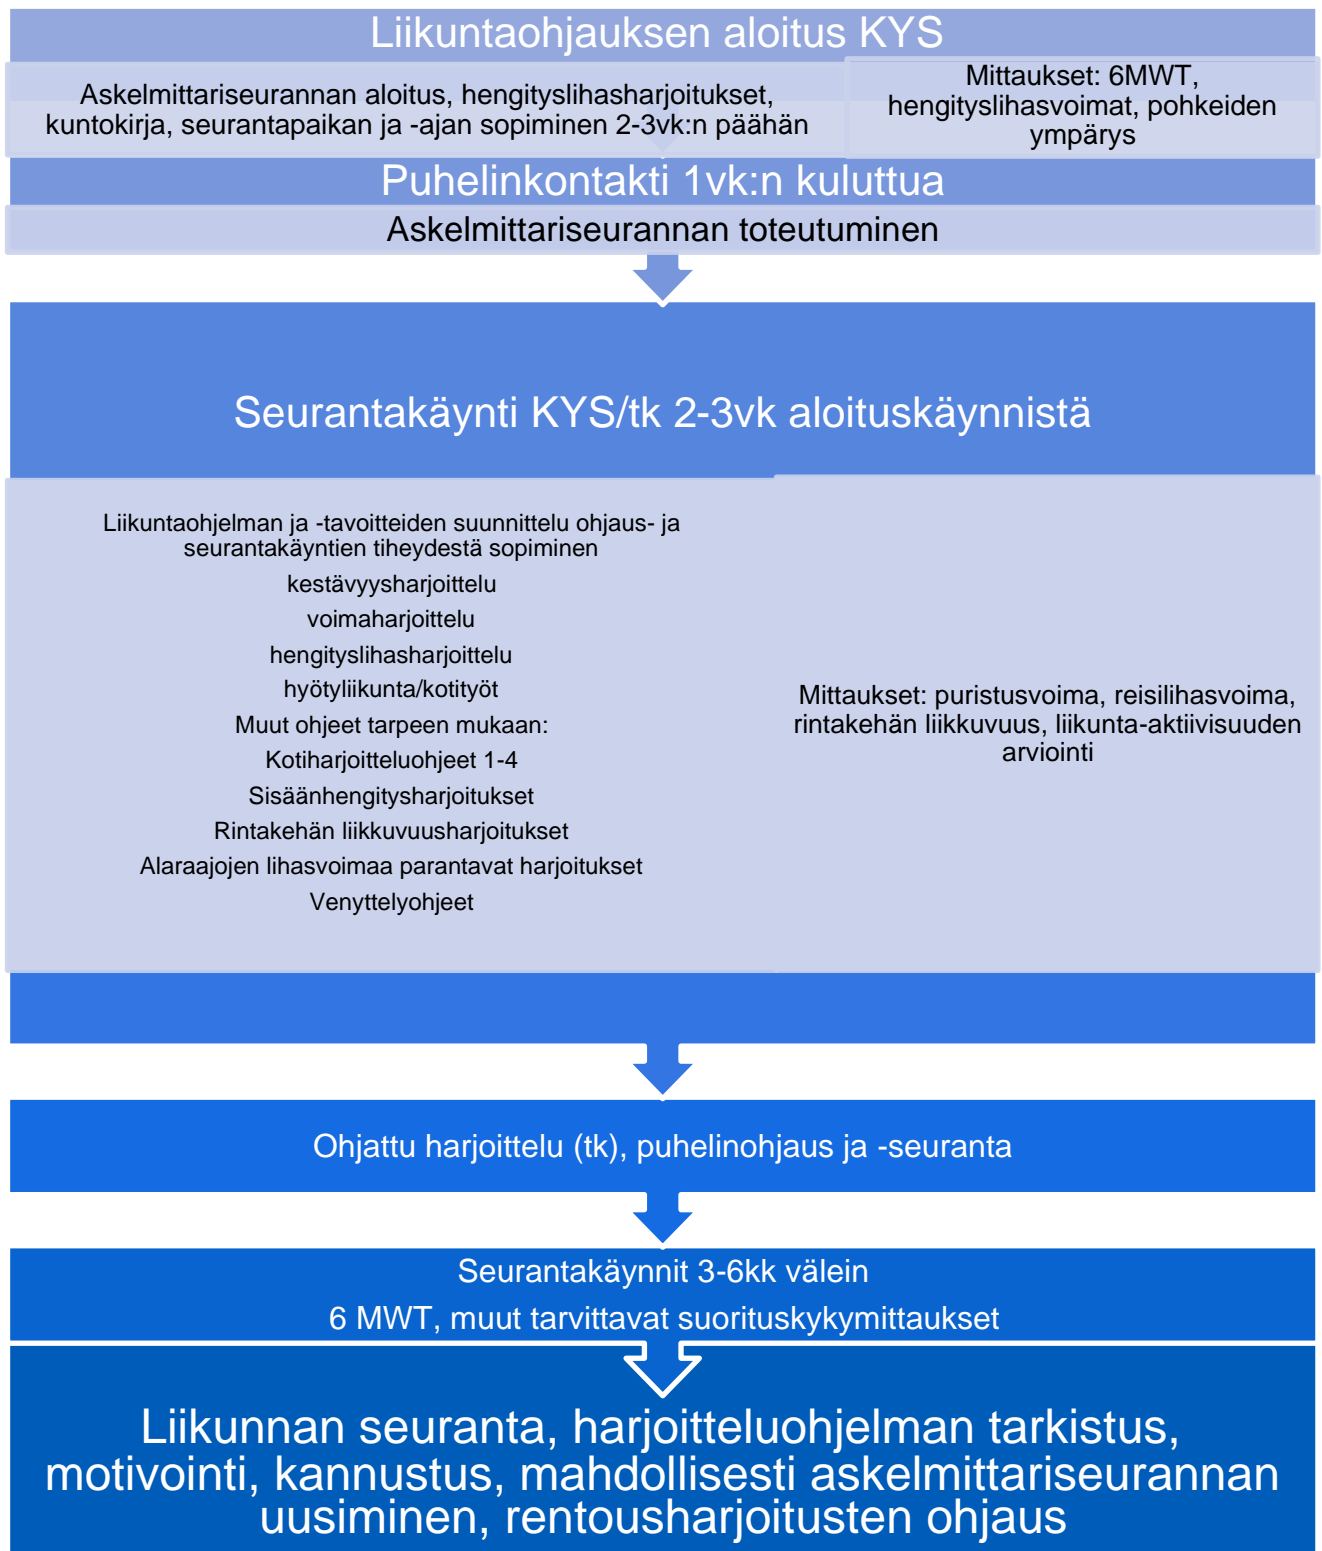 Liikuntaohjauksen aloitus KYS
Askelmittariseurannan aloitus, hengityslihasharjoitukset,
kuntokirja, seurantapaikan ja -ajan sopiminen 2-3vk:n päähän
Mittaukset: 6MWT,
hengityslihasvoimat, pohkeiden
ympärys
Puhelinkontakti 1vk:n kuluttua
Askelmittariseurannan toteutuminen
Seurantakäynti KYS/tk 2-3vk aloituskäynnistä
Liikuntaohjelman ja -tavoitteiden suunnittelu ohjaus- ja
seurantakäyntien tiheydestä sopiminen
kestävyysharjoittelu
voimaharjoittelu
hengityslihasharjoittelu
hyötyliikunta/kotityöt
Muut ohjeet tarpeen mukaan:
Kotiharjoitteluohjeet 1-4
Sisäänhengitysharjoitukset
Rintakehän liikkuvuusharjoitukset
Alaraajojen lihasvoimaa parantavat harjoitukset
Venyttelyohjeet
Mittaukset: puristusvoima, reisilihasvoima,
rintakehän liikkuvuus, liikunta-aktiivisuuden
arviointi
Ohjattu harjoittelu (tk), puhelinohjaus ja -seuranta
Seurantakäynnit 3-6kk välein
6 MWT, muut tarvittavat suorituskykymittaukset
Liikunnan seuranta, harjoitteluohjelman tarkistus,
motivointi, kannustus, mahdollisesti askelmittariseurannan
uusiminen, rentousharjoitusten ohjaus